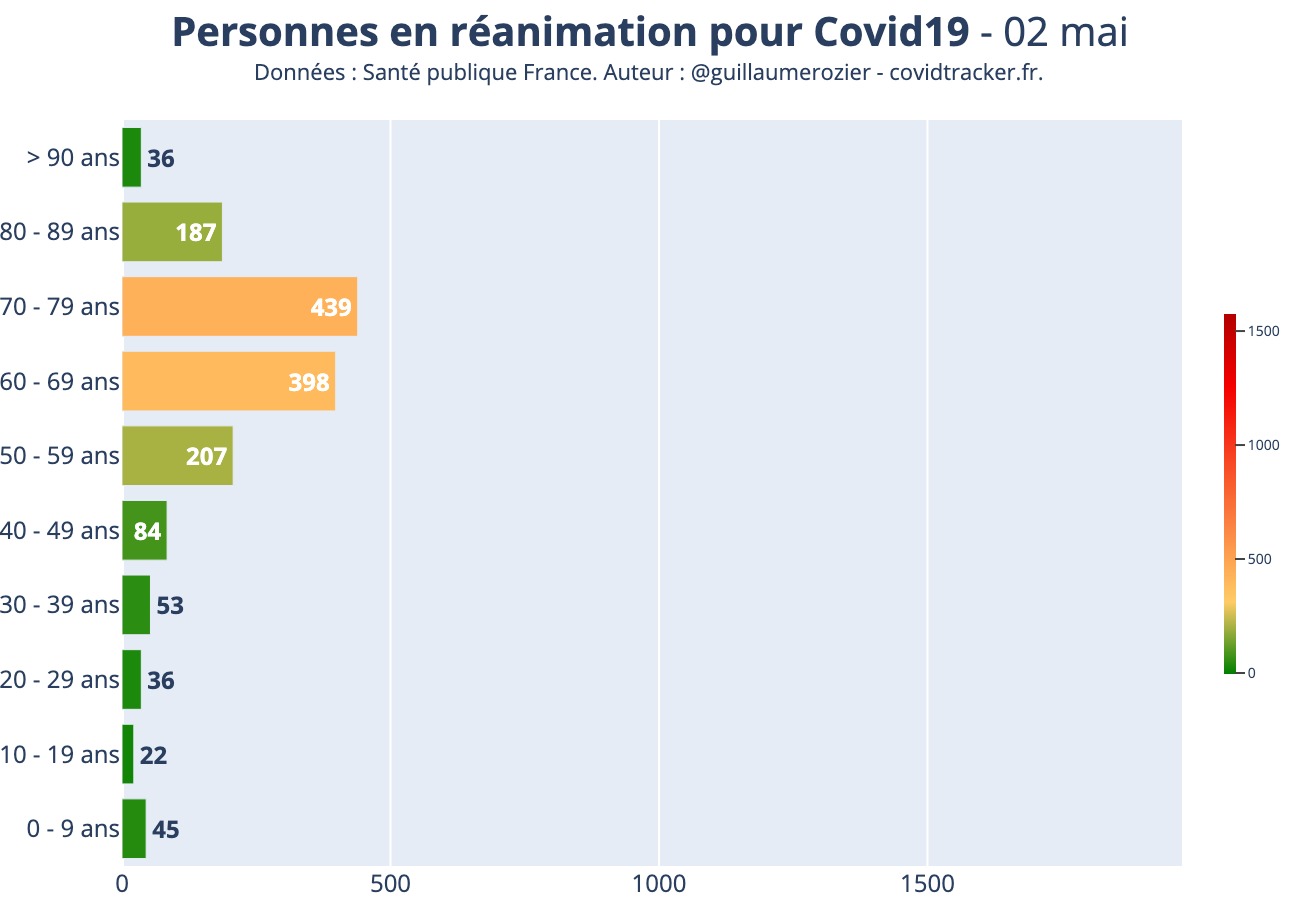 Personnes en réanimation pour Covid19 - 02 mai
Données : Santé publique France. Auteur : @guillaumerozier - covidtracker.fr.
> 90 ans 36
80 - 89 ans 187
70 - 79 ans 439
60 - 69 ans 398
50 - 59 ans 207
40 - 49 ans 84
30 - 39 ans 53
20 - 29 ans 36
10 - 19 ans 22
0 - 9 ans 45
0 500 1000 1500
1500
1000
500
0